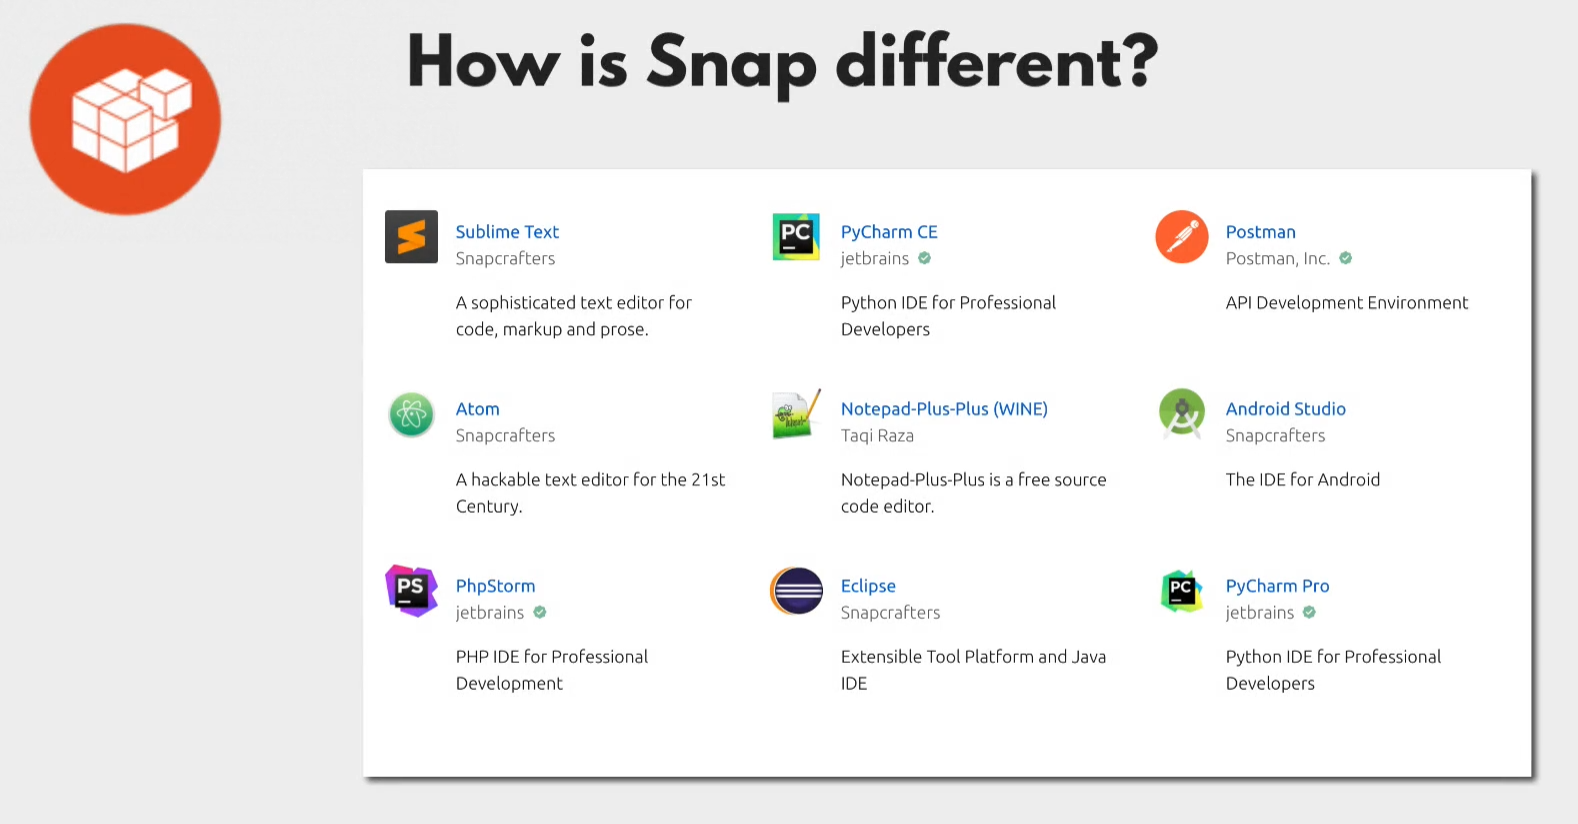 How is Snap different?
Sublime Text
Snapcrafters
A sophisticated text editor for
code, markup and prose.
PC
PyCharm CE
jetbrains
Python IDE for Professional
Developers
Postman
Postman, Inc.
API Development Environment
Atom
Snapcrafters
A hackable text editor for the 21st
Century.
Notepad-Plus-Plus (WINE)
Taqi Raza
Notepad-Plus-Plus is a free source
code editor.
Android Studio
Snapcrafters
The IDE for Android
PS
PhpStorm
jetbrains
PHP IDE for Professional
Development
Eclipse
Snapcrafters
Extensible Tool Platform and Java
IDE
PC
PyCharm Pro
jetbrains
Python IDE for Professional
Developers